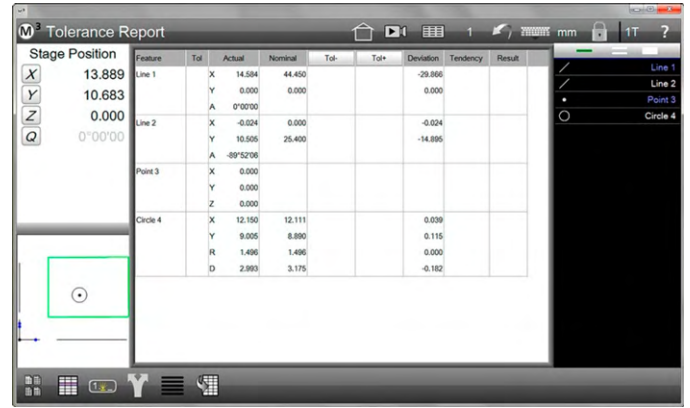 M³ Tolerance Report
1 mm 1T ?
Stage Position
X 13.889
Y 10.683
Z 0.000
Q 0°00'00
Feature Tol Actual Nominal Tol- Tol+ Deviation Tendency Result
Line 1 X 14.584 44.450 -29.866
Y 0.000 0.000 0.000
A 0°00'00
Line 2 X -0.024 0.000 -0.024
Y 10.505 25.400 -14.895
A -89°52'06
Point 3 X 0.000
Y 0.000
Z 0.000
Circle 4 X 12.150 12.111 0.039
Y 9.005 8.890 0.115
R 1.496 1.496 0.000
D 2.993 3.175 -0.182
Line 1
Line 2
Point 3
Circle 4